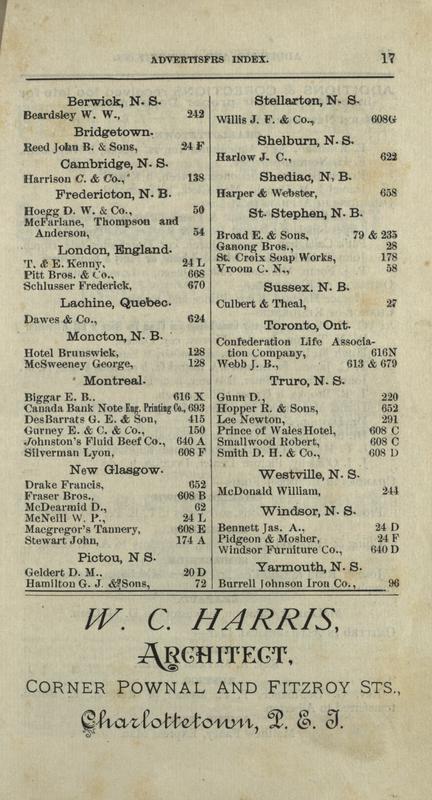 ADVERTISERS INDEX. 17
Berwick, N. S.
Beardsley W. W., 242
Bridgetown.
Reed John B. & Sons, 24 F
Cambridge, N. S.
Harrison C. & Co., 138
Fredericton, N. B.
Hoegg D. W. & Co., 50
McFarlane, Thompson and
Anderson, 54
London, England.
T. & E. Kenny, 24 L
Pitt Bros. & Co., 668
Schlusser Frederick, 670
Lachine, Quebec.
Dawes & Co., 624
Moncton, N. B.
Hotel Brunswick, 128
McSweeney George, 128
Montreal.
Biggar E. B.. 616 X
Canada Bank Note Eng. Printing Co., 693
DesBarrats G. E. & Son, 415
Gurney E. & C. & Co., 150
Johnston's Fluid Beef Co., 640 A
Silverman Lyon, 608 F
New Glasgow.
Drake Francis, 652
Fraser Bros., 608 B
McDearmid D., 62
McNeill W. P., 24 L
Macgregor's Tannery, 608 E
Stewart John, 174 A
Pictou, N S.
Geldert D. M.. 20 D
Hamilton G. J. & Sons, 72
Stellarton, N. S.
Willis J. F. & Co., 608G
Shelburn, N. S.
Harlow J. C., 622
Shediac, N. B.
Harper & Webster, 658
St. Stephen, N. B.
Broad E. & Sons, 79 & 235
Ganong Bros., 28
St. Croix Soap Works, 178
Vroom C. N., 58
Sussex. N. B.
Culbert & Theal, 27
Toronto, Ont.
Confederation Life Associa-
tion Company, 616N
Webb J. B., 613 & 679
Truro, N. S.
Gunn D., 220
Hopper R. & Sons, 652
Lee Newton, 291
Prince of Wales Hotel, 608 C
Smallwood Robert, 608 C
Smith D. H. & Co., 608 D
Westville, N. S.
McDonald William, 244
Windsor, N. S.
Bennett Jas. A.. 24 D
Pidgeon & Mosher, 24 F
Windsor Furniture Co., 640 D
Yarmouth, N. S.
Burrell Johnson Iron Co., 96
W. C. HARRIS,
ARCHITECT,
CORNER POWNAL AND FITZROY STS.,
Charlottetown, P. E. I.